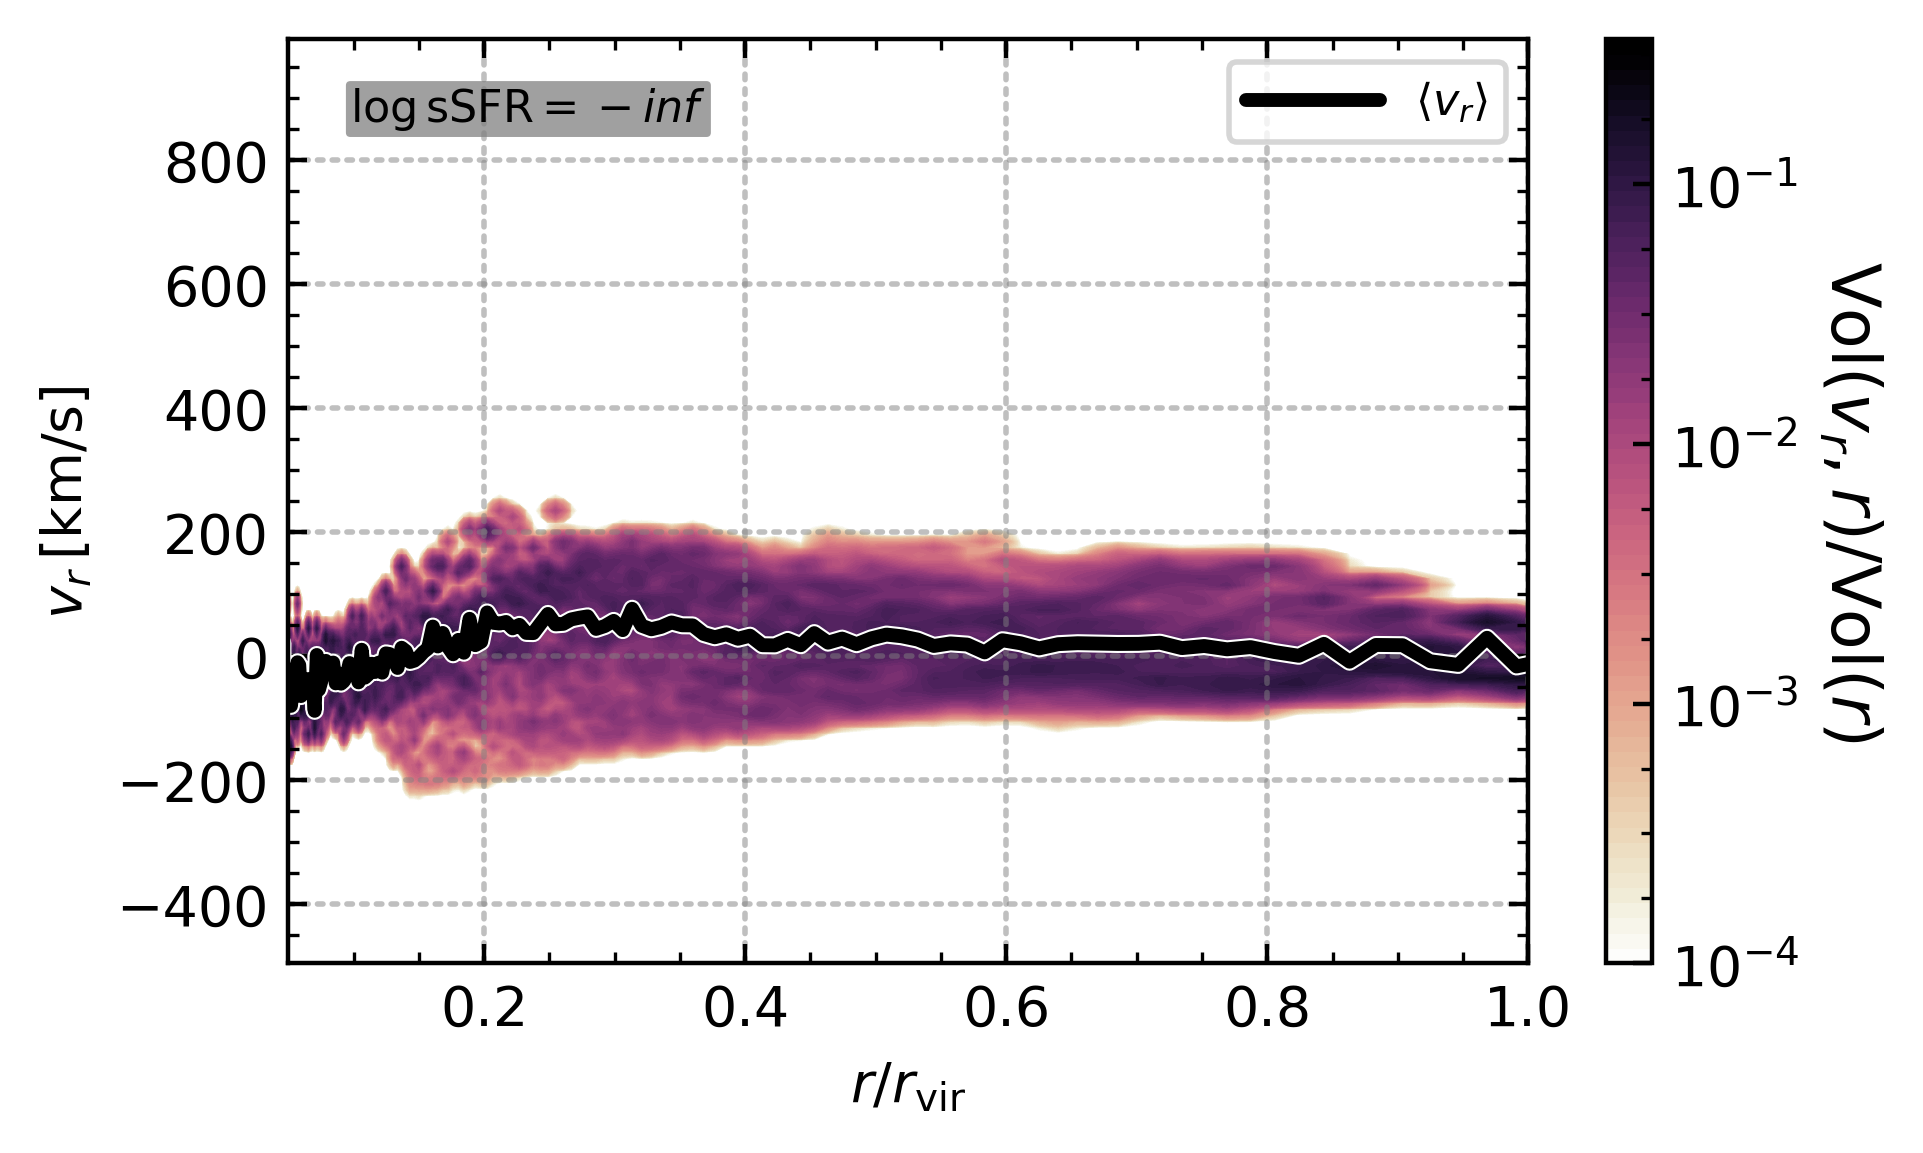 log sSFR = −inf
⟨v_r⟩
800
600
400
200
0
−200
−400
v_r [km/s]
0.2 0.4 0.6 0.8 1.0
r/r_vir
10^−1
10^−2
10^−3
10^−4
Vol(v_r, r)/Vol(r)